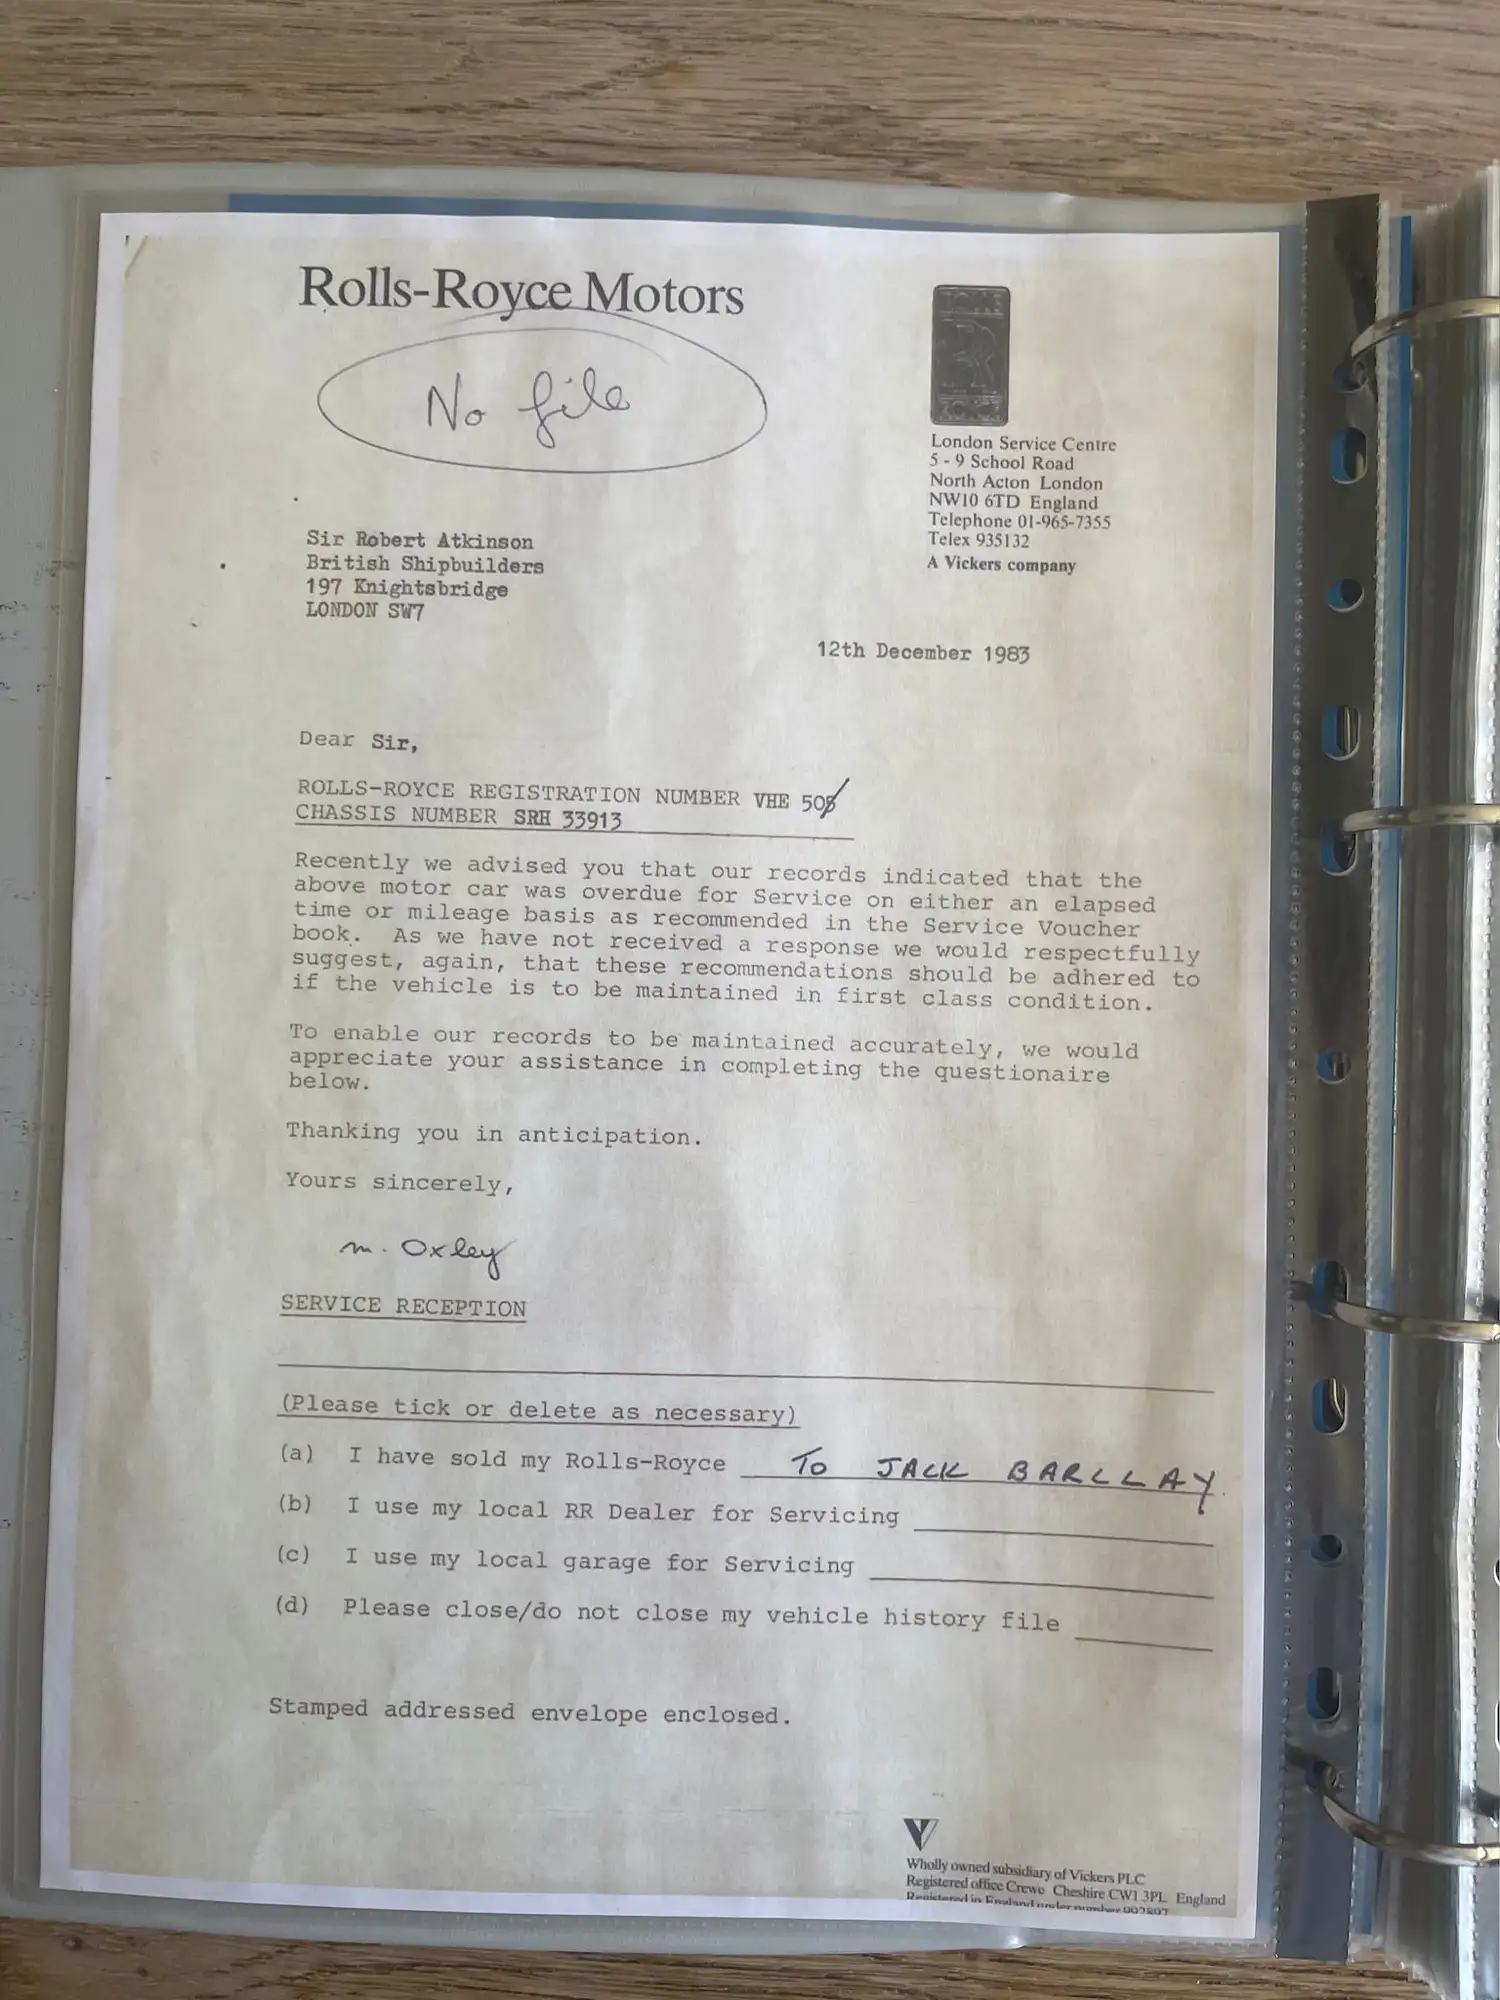 Rolls-Royce Motors
No file
London Service Centre
5 - 9 School Road
North Acton London
NW10 6TD England
Telephone 01-965-7355
Telex 935132
A Vickers company
Sir Robert Atkinson
British Shipbuilders
197 Knightsbridge
LONDON SW7
12th December 1983
Dear Sir,
ROLLS-ROYCE REGISTRATION NUMBER VHE 50
CHASSIS NUMBER SRH 33913
Recently we advised you that our records indicated that the
above motor car was overdue for Service on either an elapsed
time or mileage basis as recommended in the Service Voucher
book. As we have not received a response we would respectfully
suggest, again, that these recommendations should be adhered to
if the vehicle is to be maintained in first class condition.
To enable our records to be maintained accurately, we would
appreciate your assistance in completing the questionaire
below.
Thanking you in anticipation.
Yours sincerely,
m. Oxley
SERVICE RECEPTION
(Please tick or delete as necessary)
(a) I have sold my Rolls-Royce TO JACK BARCLAY.
(b) I use my local RR Dealer for Servicing
(c) I use my local garage for Servicing
(d) Please close/do not close my vehicle history file
Stamped addressed envelope enclosed.
Wholly owned subsidiary of Vickers PLC
Registered office Crewe Cheshire CW1 3PL England
Registered in England under number 992897